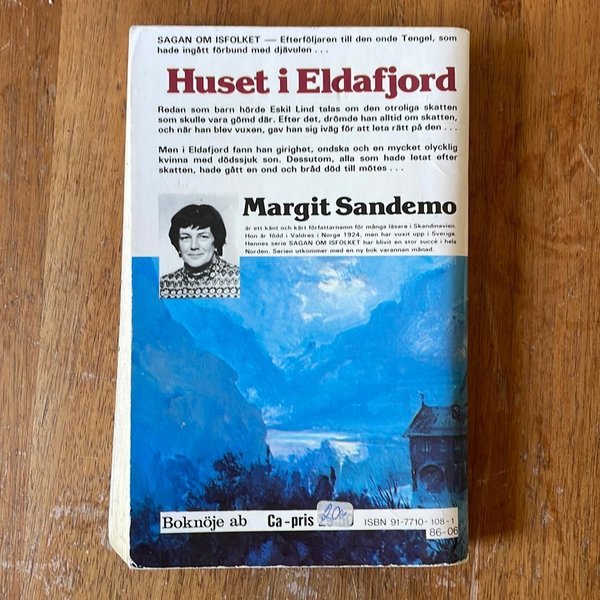 SAGAN OM ISFOLKET — Efterföljaren till den onde Tengel, som
hade ingått förbund med djävulen . . .
Huset i Eldafjord
Redan som barn hörde Eskil Lind talas om den otroliga skatten
som skulle vara gömd där. Efter det, drömde han alltid om skatten,
och när han blev vuxen, gav han sig iväg för att leta rätt på den . . .
Men i Eldafjord fann han girighet, ondska och en mycket olycklig
kvinna med dödssjuk son. Dessutom, alla som hade letat efter
skatten, hade gått en ond och bråd död till mötes . . .
Margit Sandemo
är ett känt och kärt författarnamn för många läsare i Skandinavien.
Hon är född i Valdres i Norge 1924, men har vuxit upp i Sverige.
Hennes serie SAGAN OM ISFOLKET har blivit en stor succé i hela
Norden. Serien utkommer med en ny bok varannan månad.
Boknöje ab Ca-pris 20:- ISBN 91-7710-108-1
86-06